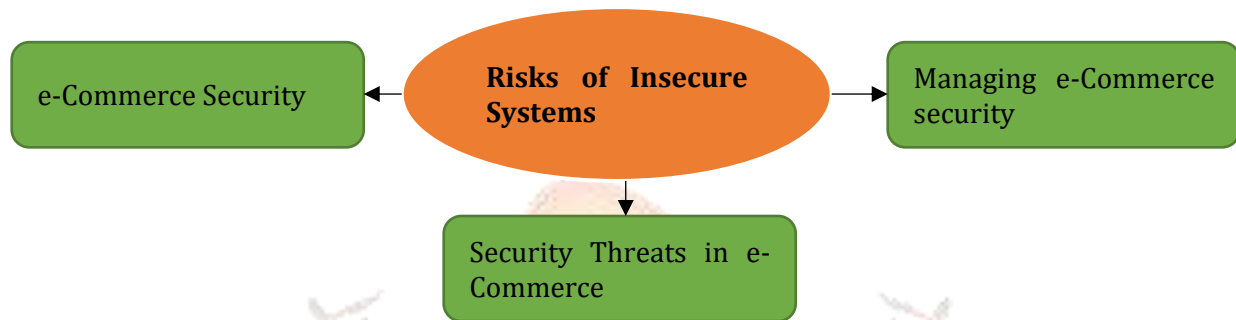 e-Commerce Security
Risks of Insecure
Systems
Managing e-Commerce
security
Security Threats in e-
Commerce